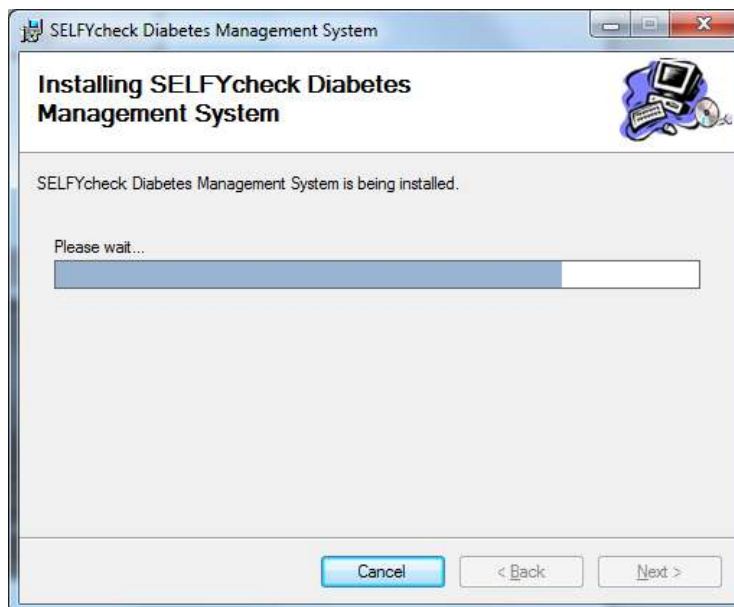 SELFYcheck Diabetes Management System
Installing SELFYcheck Diabetes
Management System
SELFYcheck Diabetes Management System is being installed.
Please wait...
Cancel
< Back
Next >